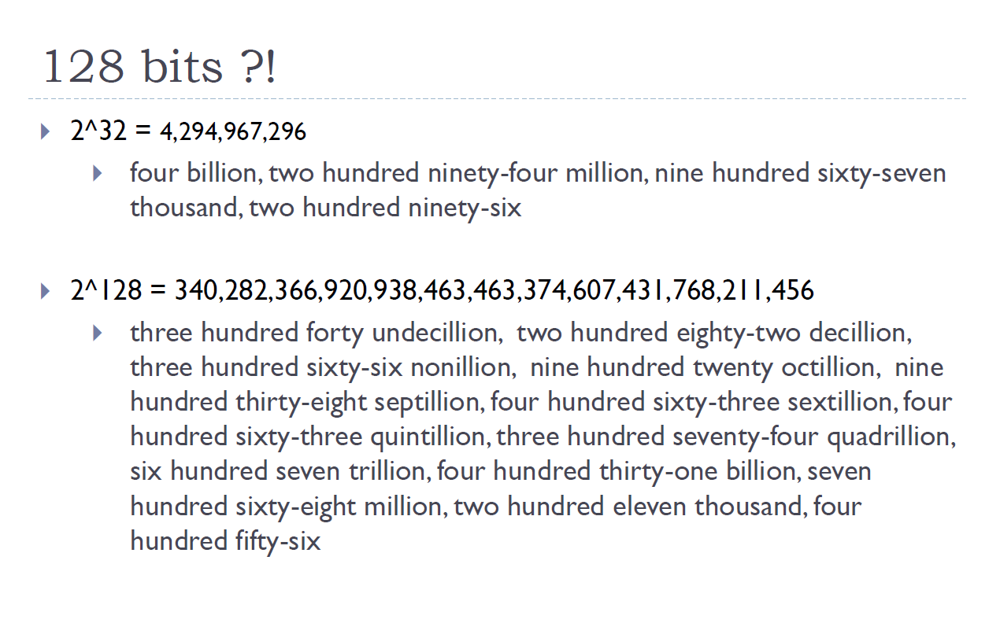 128 bits ?!
2^32 = 4,294,967,296
four billion, two hundred ninety-four million, nine hundred sixty-seven
thousand, two hundred ninety-six
2^128 = 340,282,366,920,938,463,463,374,607,431,768,211,456
three hundred forty undecillion,  two hundred eighty-two decillion,
three hundred sixty-six nonillion,  nine hundred twenty octillion,  nine
hundred thirty-eight septillion, four hundred sixty-three sextillion, four
hundred sixty-three quintillion, three hundred seventy-four quadrillion,
six hundred seven trillion, four hundred thirty-one billion, seven
hundred sixty-eight million, two hundred eleven thousand, four
hundred fifty-six